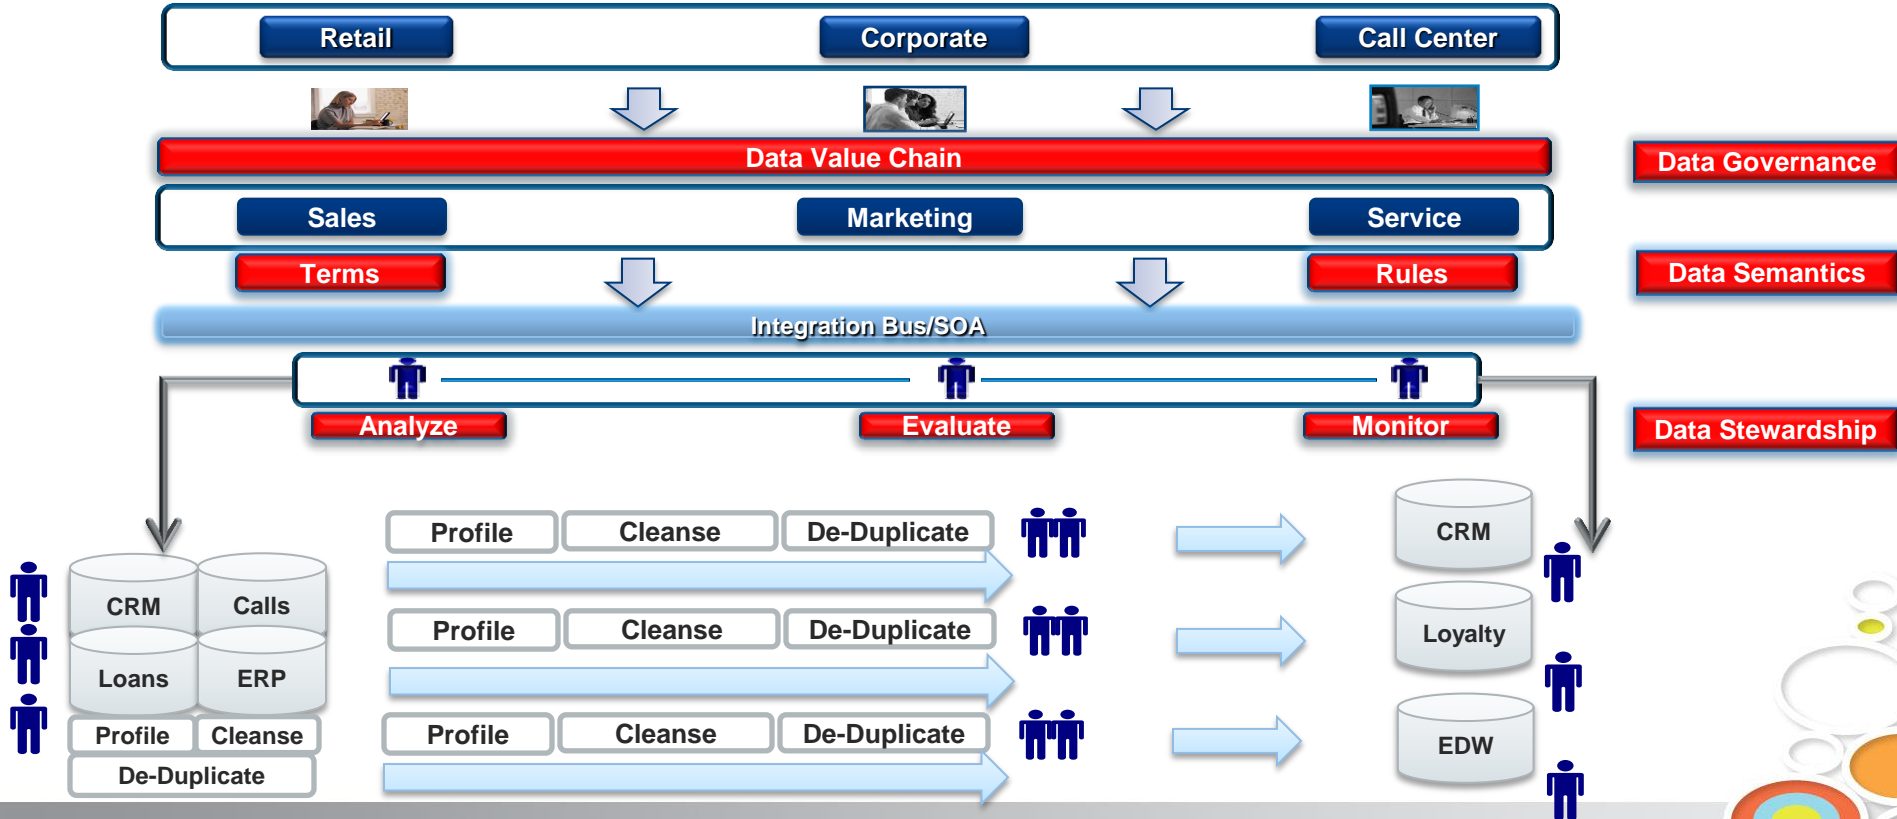 Retail
Corporate
Call Center
Data Value Chain
Data Governance
Sales
Marketing
Service
Terms
Rules
Data Semantics
Integration Bus/SOA
Analyze
Evaluate
Monitor
Data Stewardship
Profile
Cleanse
De-Duplicate
CRM
CRM
Calls
Profile
Cleanse
De-Duplicate
Loyalty
Loans
ERP
Profile
Cleanse
Profile
Cleanse
De-Duplicate
EDW
De-Duplicate